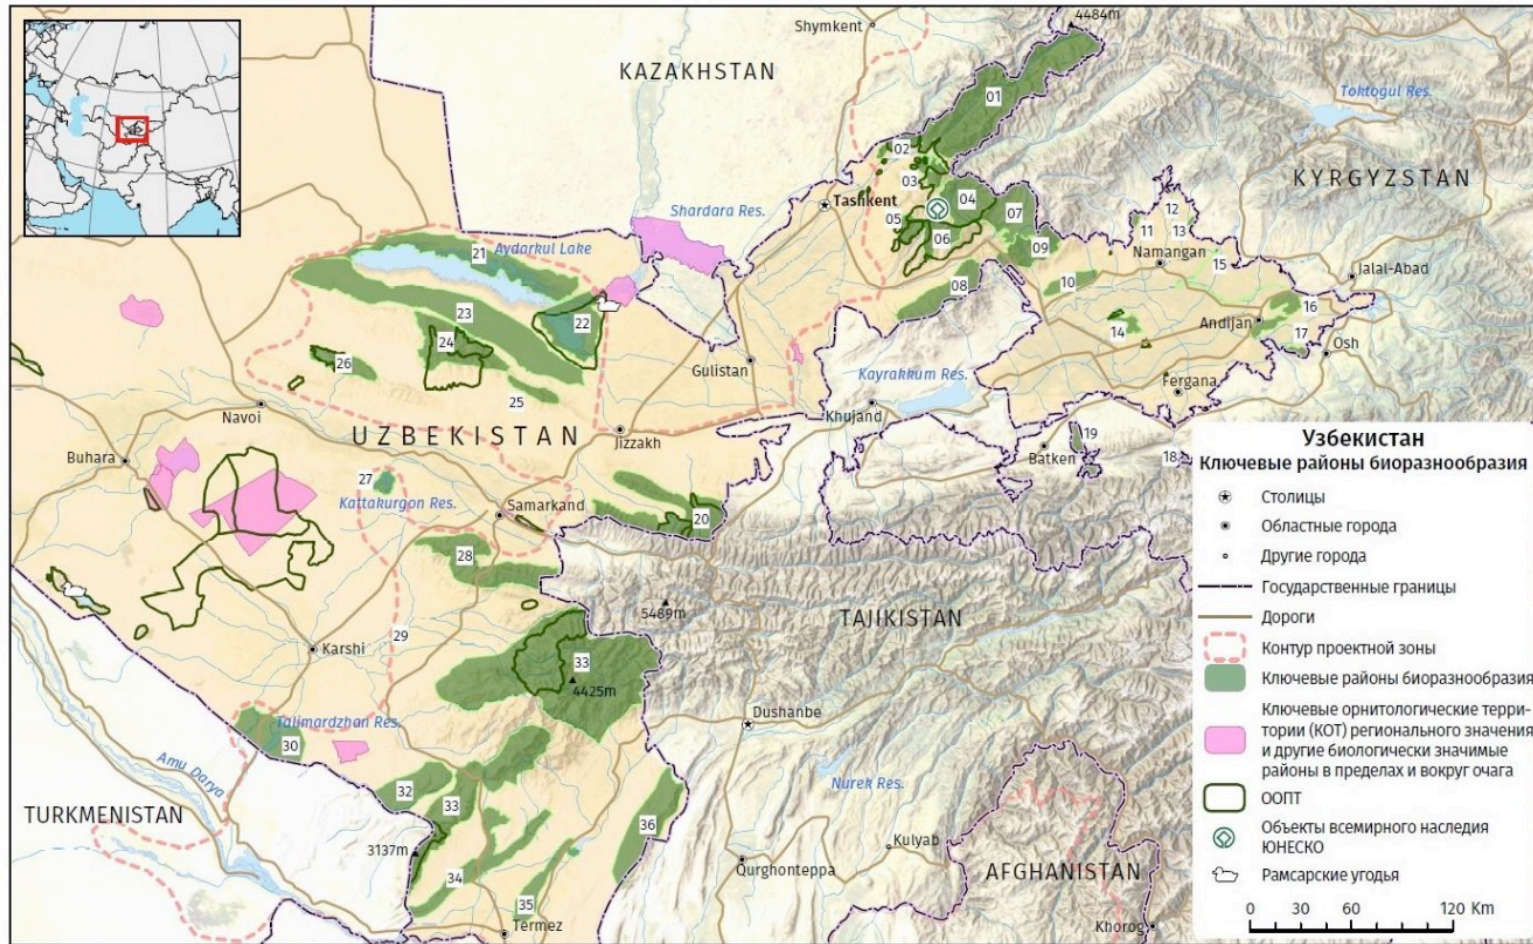 Shymkent
4484m
KAZAKHSTAN
Toktogul Res.
01
02
KYRGYZSTAN
03
Tashkent
04
Shardara Res.
05
07
12
11
13
06
09
Namangan
Aydarkul Lake
21
15
Jalal-Abad
08
10
23
22
16
14
Andijan
17
24
Osh
26
Gulistan
Kayrakkum Res.
Fergana
25
Navoi
Khujand
UZBEKISTAN
Jizzakh
Buhara
19
Batken
18
27
Kattakurgon Res.
Samarkand
20
28
5489m
TAJIKISTAN
29
Karshi
33
4425m
Dushanbe
Talimardzhan Res.
30
Amu Darya
Nurek Res.
32
33
TURKMENISTAN
36
3137m
Kulyab
Qurghonteppa
AFGHANISTAN
34
35
Termez
Khorog
Узбекистан
Ключевые районы биоразнообразия
Столицы
Областные города
Другие города
Государственные границы
Дороги
Контур проектной зоны
Ключевые районы биоразнообразия
Ключевые орнитологические терри-
тории (КОТ) регионального значения
и другие биологически значимые
районы в пределах и вокруг очага
ООПТ
Объекты всемирного наследия
ЮНЕСКО
Рамсарские угодья
0 30 60 120 Km